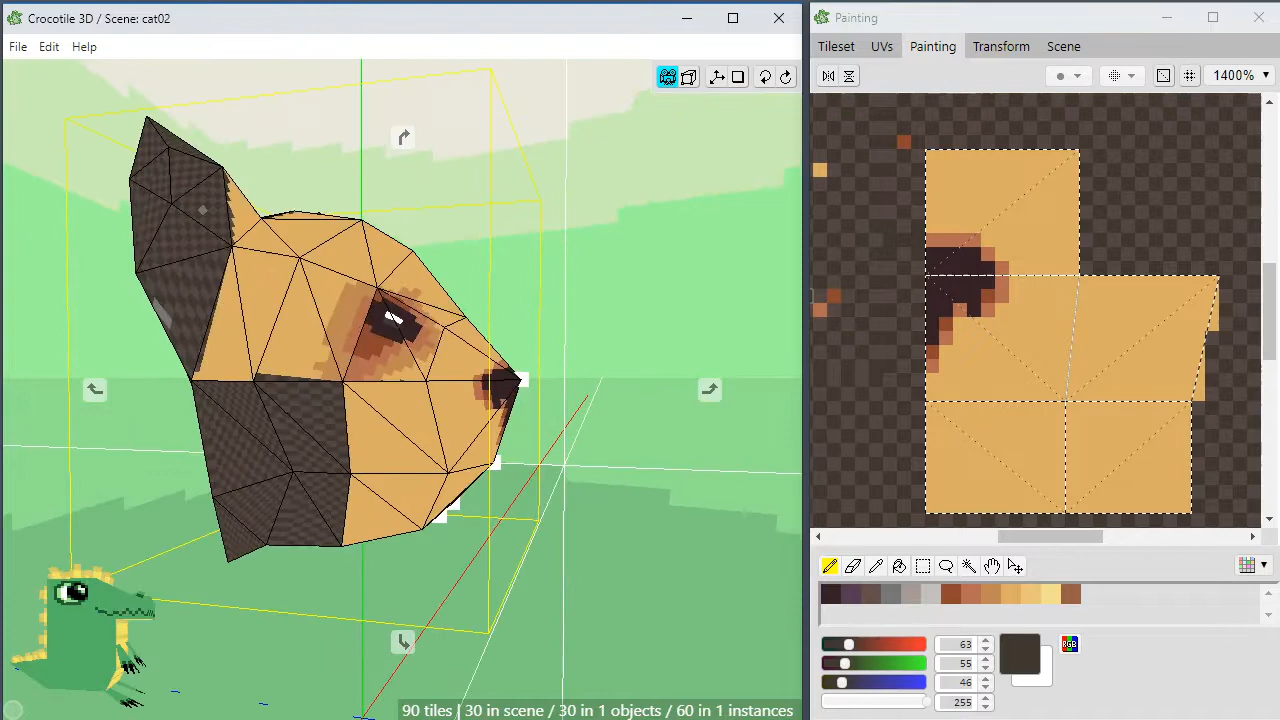 Crocotile 3D / Scene: cat02
File Edit Help
90 tiles / 30 in scene / 30 in 1 objects / 60 in 1 instances
Painting
Tileset UVs Painting Transform Scene
1400%
63
55
46
255
RGB